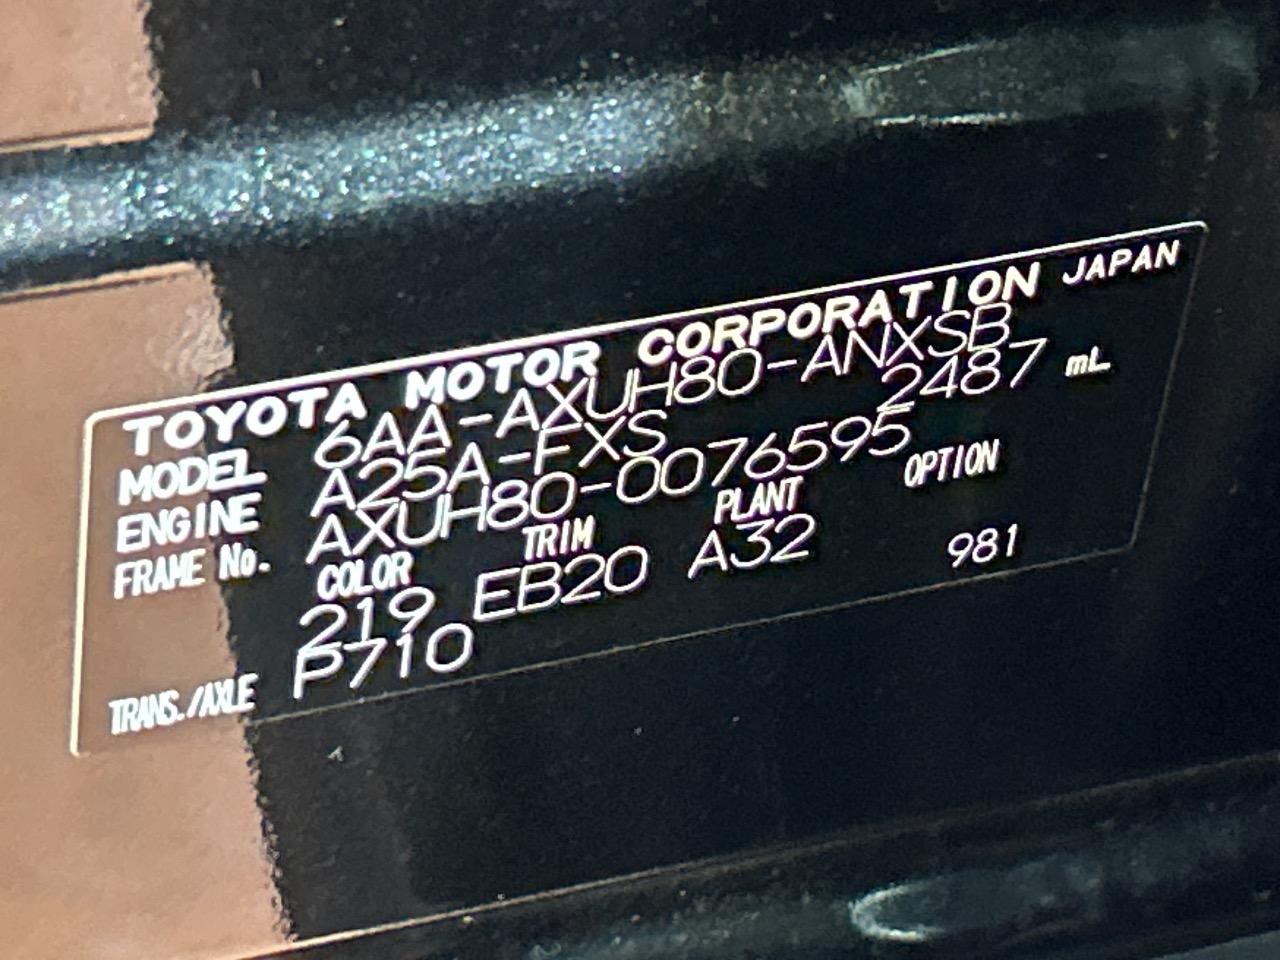 TOYOTA MOTOR CORPORATION JAPAN
MODEL 6AA-AXUH80-ANXSB
ENGINE A25A-FXS 2487 mL
FRAME No. AXUH80-0076595
COLOR TRIM PLANT OPTION
219 EB20 A32 981
TRANS./AXLE P710